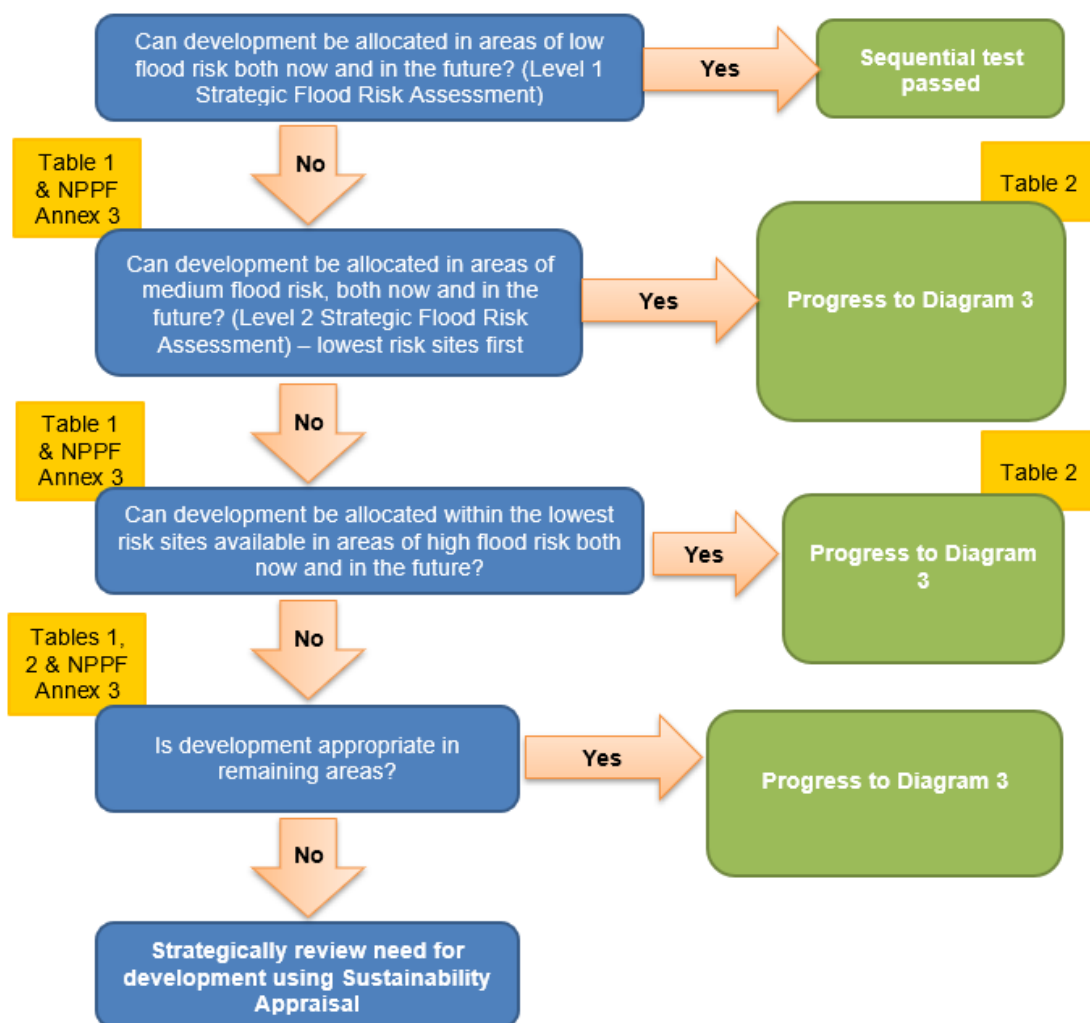 Can development be allocated in areas of low
flood risk both now and in the future? (Level 1
Strategic Flood Risk Assessment)
Yes
Sequential test
passed
No
Table 1
& NPPF
Annex 3
Table 2
Can development be allocated in areas of
medium flood risk, both now and in the
future? (Level 2 Strategic Flood Risk
Assessment) – lowest risk sites first
Yes
Progress to Diagram 3
No
Table 1
& NPPF
Annex 3
Table 2
Can development be allocated within the lowest
risk sites available in areas of high flood risk both
now and in the future?
Yes
Progress to Diagram
3
No
Tables 1,
2 & NPPF
Annex 3
Is development appropriate in
remaining areas?
Yes
Progress to Diagram 3
No
Strategically review need for
development using Sustainability
Appraisal